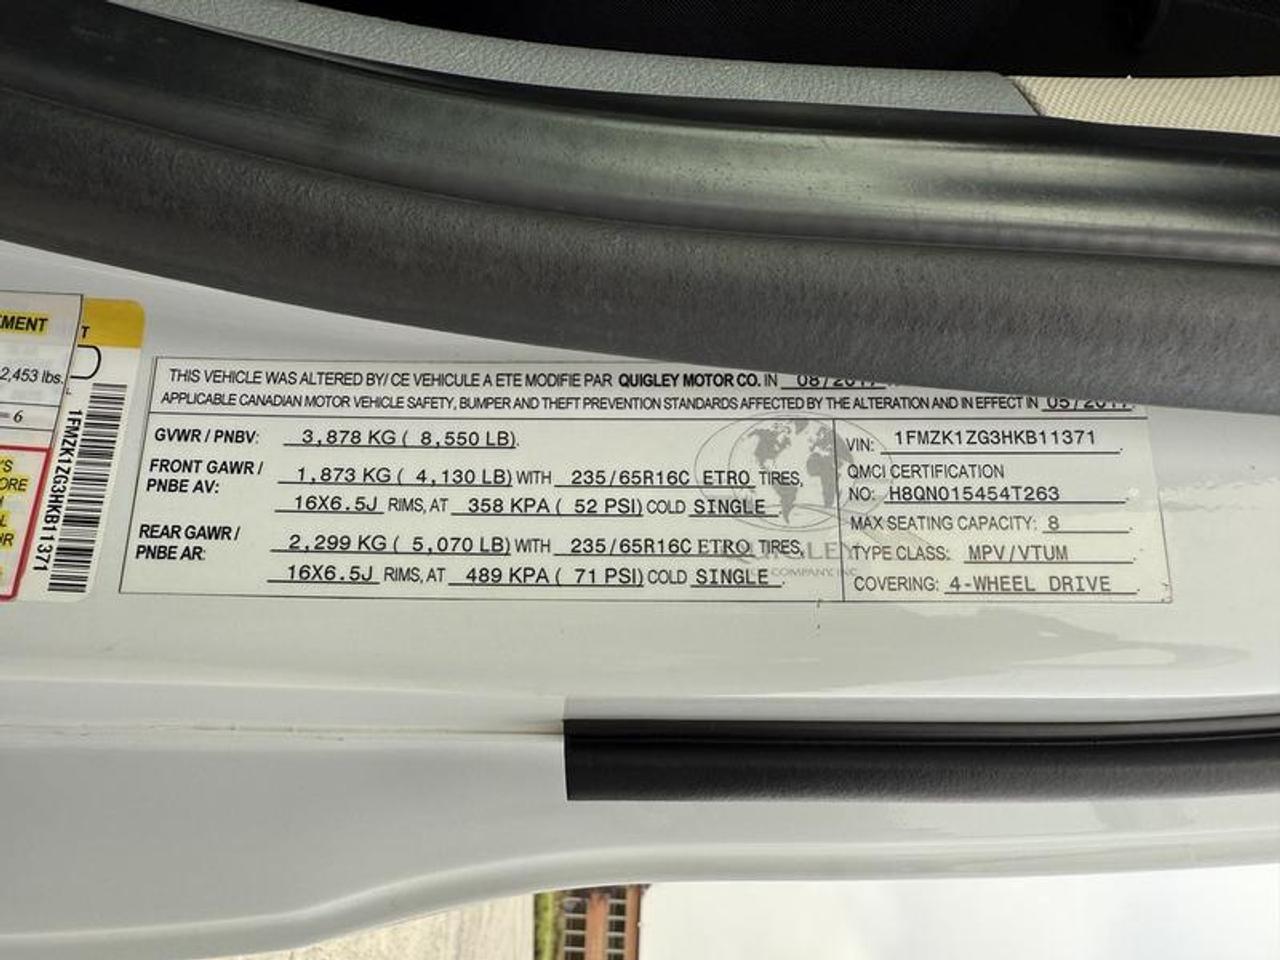 EMENT
T
2,453 lbs.
=6
'S
ORE
1FMZK1ZG3HKB11371
THIS VEHICLE WAS ALTERED BY/ CE VEHICULE A ETE MODIFIE PAR QUIGLEY MOTOR CO. IN 08/2017
APPLICABLE CANADIAN MOTOR VEHICLE SAFETY, BUMPER AND THEFT PREVENTION STANDARDS AFFECTED BY THE ALTERATION AND IN EFFECT IN 05/2017.
GVWR / PNBV: 3,878 KG ( 8,550 LB).
FRONT GAWR / PNBE AV: 1,873 KG ( 4,130 LB) WITH 235/65R16C ETRO TIRES,
16X6.5J RIMS, AT 358 KPA ( 52 PSI) COLD SINGLE .
REAR GAWR / PNBE AR: 2,299 KG ( 5,070 LB) WITH 235/65R16C ETRO TIRES,
16X6.5J RIMS, AT 489 KPA ( 71 PSI) COLD SINGLE .
QUIGLEY
COMPANY, INC
VIN: 1FMZK1ZG3HKB11371
QMCI CERTIFICATION
NO: H8QN015454T263
MAX SEATING CAPACITY: 8
TYPE CLASS: MPV/VTUM
COVERING: 4-WHEEL DRIVE